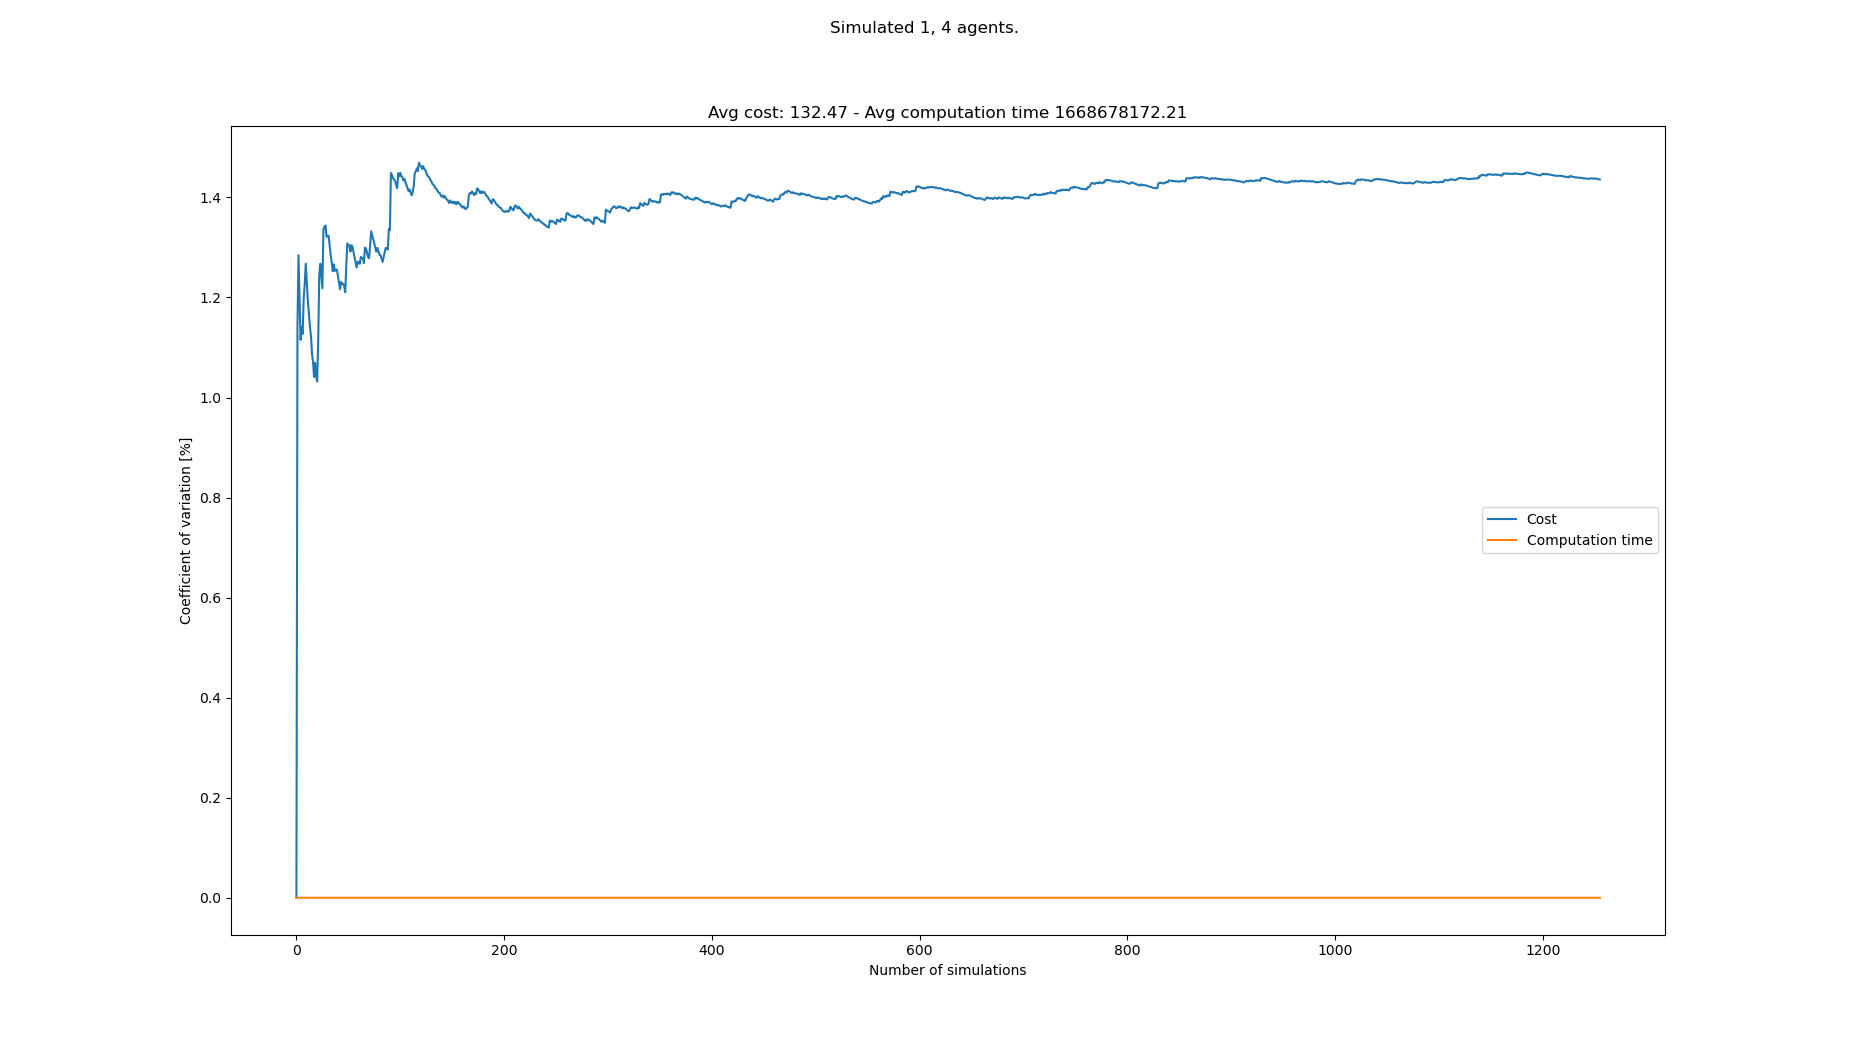 Simulated 1, 4 agents.
Avg cost: 132.47 - Avg computation time 1668678172.21
Coefficient of variation [%]
1.4
1.2
1.0
0.8
0.6
0.4
0.2
0.0
Cost
Computation time
0 200 400 600 800 1000 1200
Number of simulations